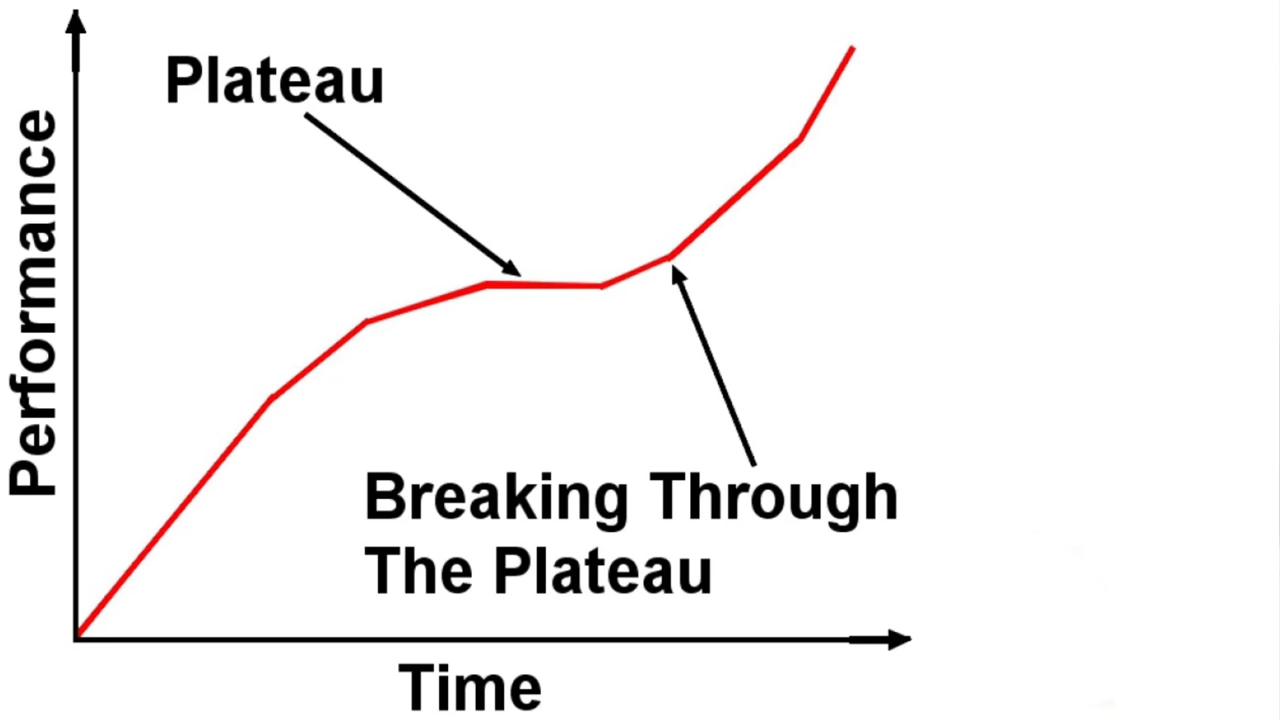 Plateau
Performance
Breaking Through
The Plateau
Time